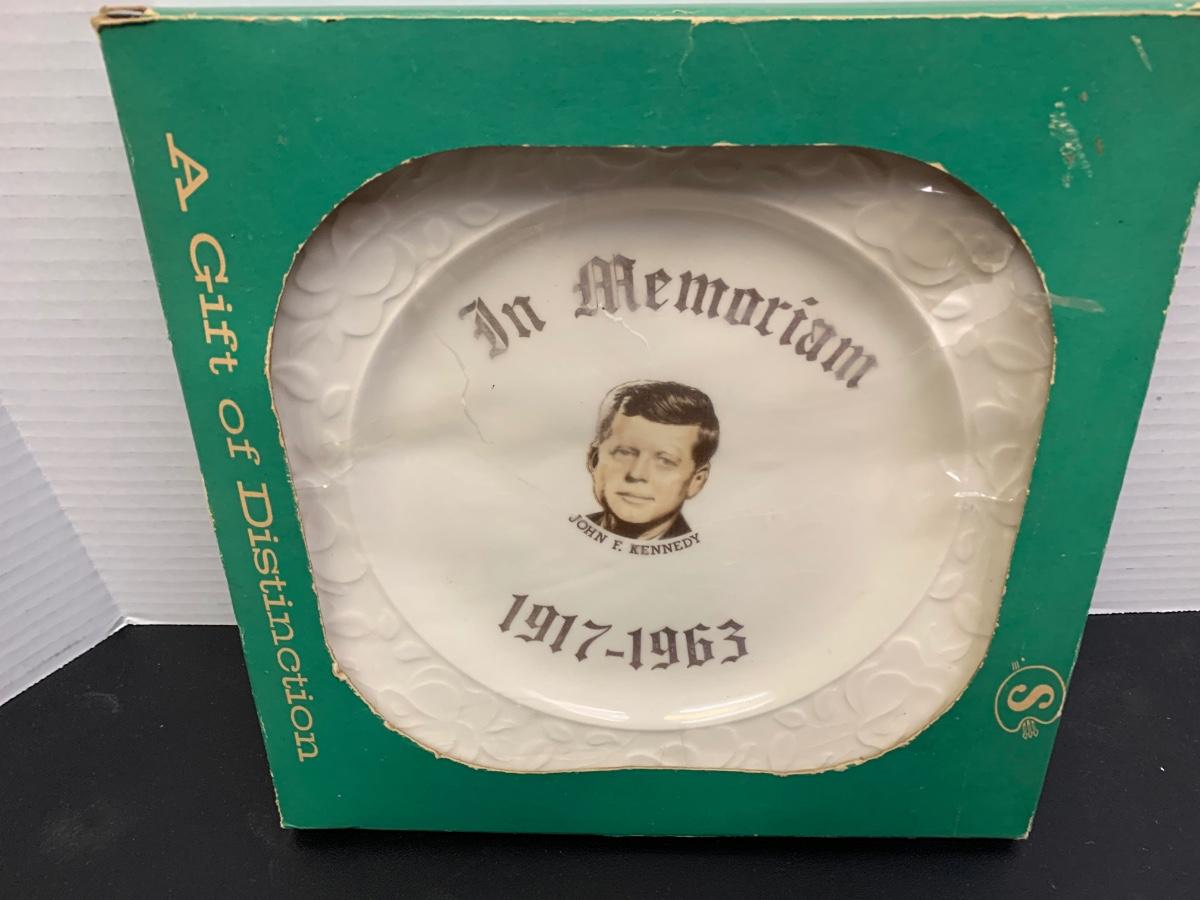 A Gift of Distinction
In Memoriam
JOHN F. KENNEDY
1917-1963
S